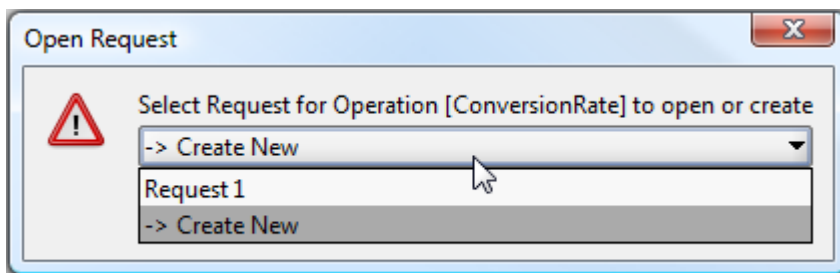 Open Request
Select Request for Operation [ConversionRate] to open or create
-> Create New
Request 1
-> Create New